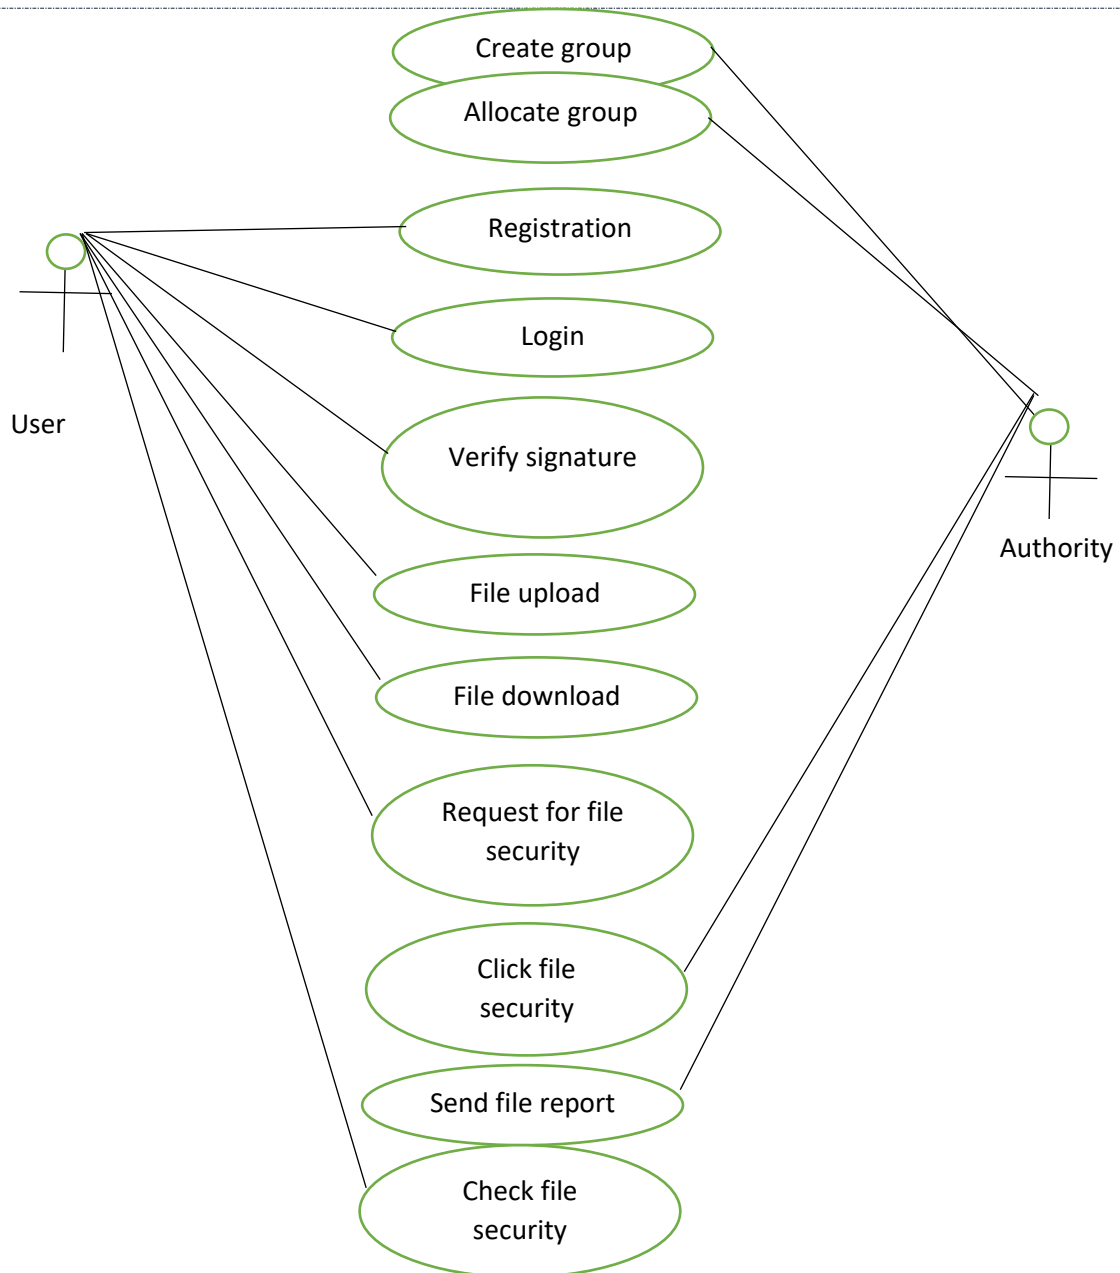 Create group
Allocate group
Registration
Login
User
Verify signature
Authority
File upload
File download
Request for file
security
Click file
security
Send file report
Check file
security